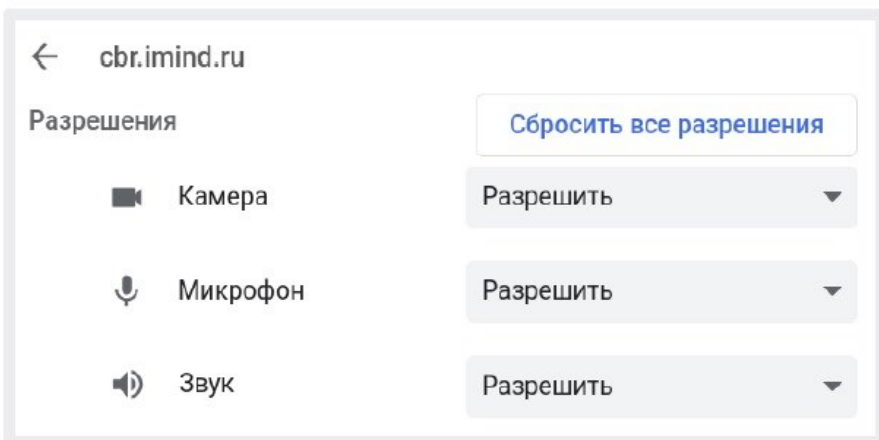 cbr.imind.ru
Разрешения
Сбросить все разрешения
Камера
Разрешить
Микрофон
Разрешить
Звук
Разрешить